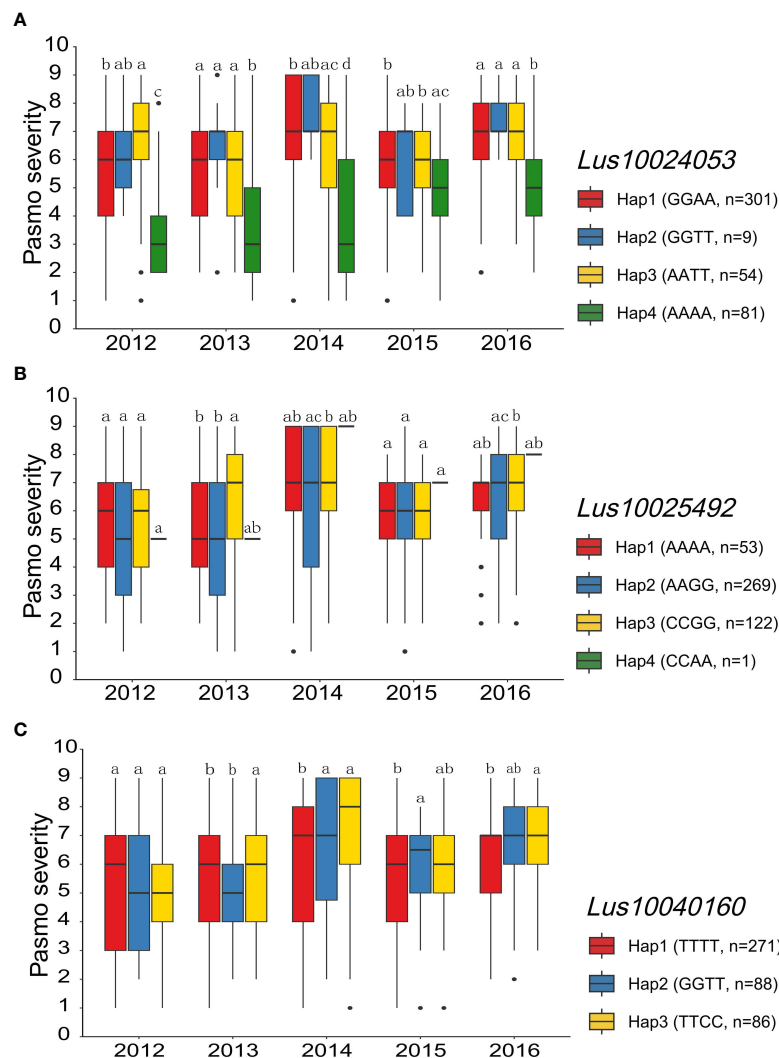 A
10
9
8
7
6
5
4
3
2
1
0
Pasmo severity
b ab a c
a a a b
b ab ac d
b ab b ac
a a a b
2012 2013 2014 2015 2016
Lus10024053
Hap1 (GGAA, n=301)
Hap2 (GGTT, n=9)
Hap3 (AATT, n=54)
Hap4 (AAAA, n=81)
B
10
9
8
7
6
5
4
3
2
1
0
Pasmo severity
a a a a
b b a ab
ab ac b ab
a a a a
ab ac b ab
2012 2013 2014 2015 2016
Lus10025492
Hap1 (AAAA, n=53)
Hap2 (AAGG, n=269)
Hap3 (CCGG, n=122)
Hap4 (CCAA, n=1)
C
10
9
8
7
6
5
4
3
2
1
0
Pasmo severity
a a a
b b a
b a a
b a ab
b ab a
2012 2013 2014 2015 2016
Lus10040160
Hap1 (TTTT, n=271)
Hap2 (GGTT, n=88)
Hap3 (TTCC, n=86)